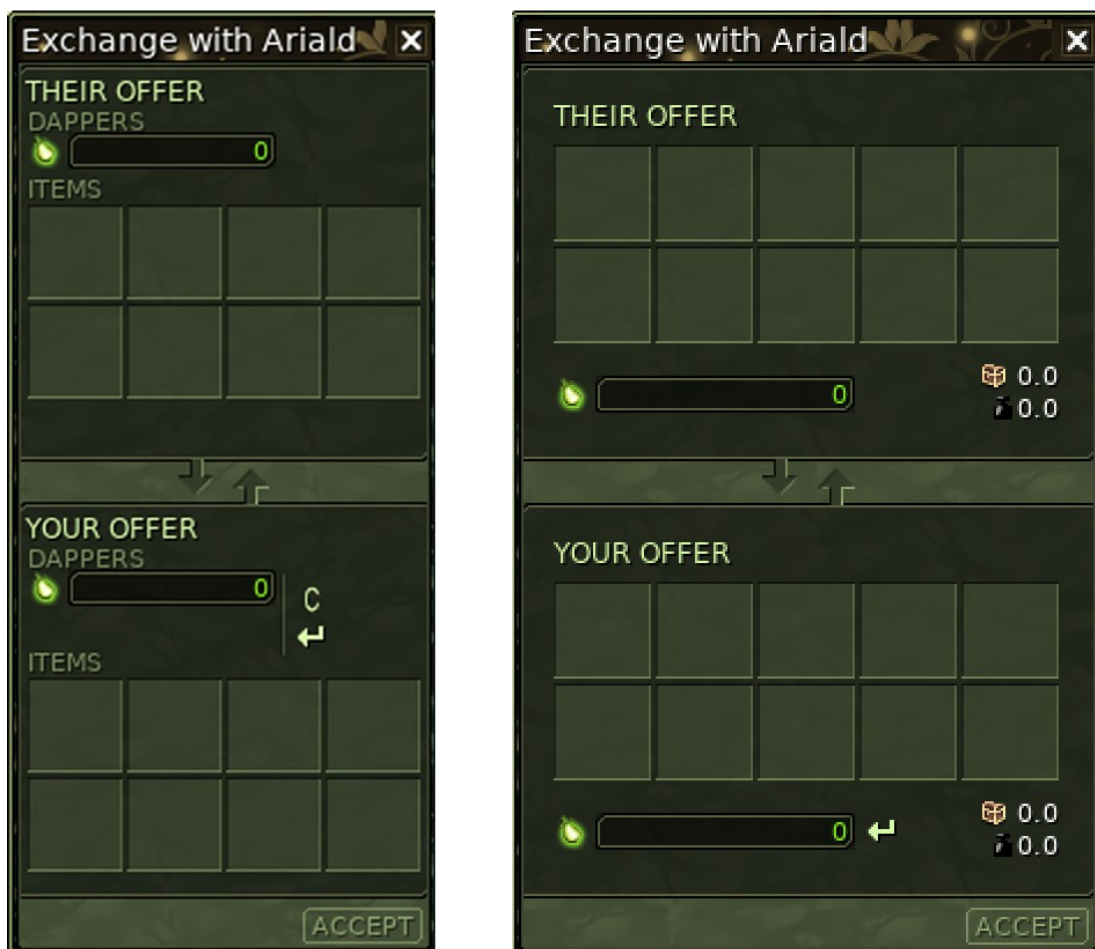 Exchange with Ariald
THEIR OFFER
DAPPERS
0
ITEMS
YOUR OFFER
DAPPERS
0
C
ITEMS
ACCEPT
Exchange with Ariald
THEIR OFFER
0
0.0
0.0
YOUR OFFER
0
0.0
0.0
ACCEPT